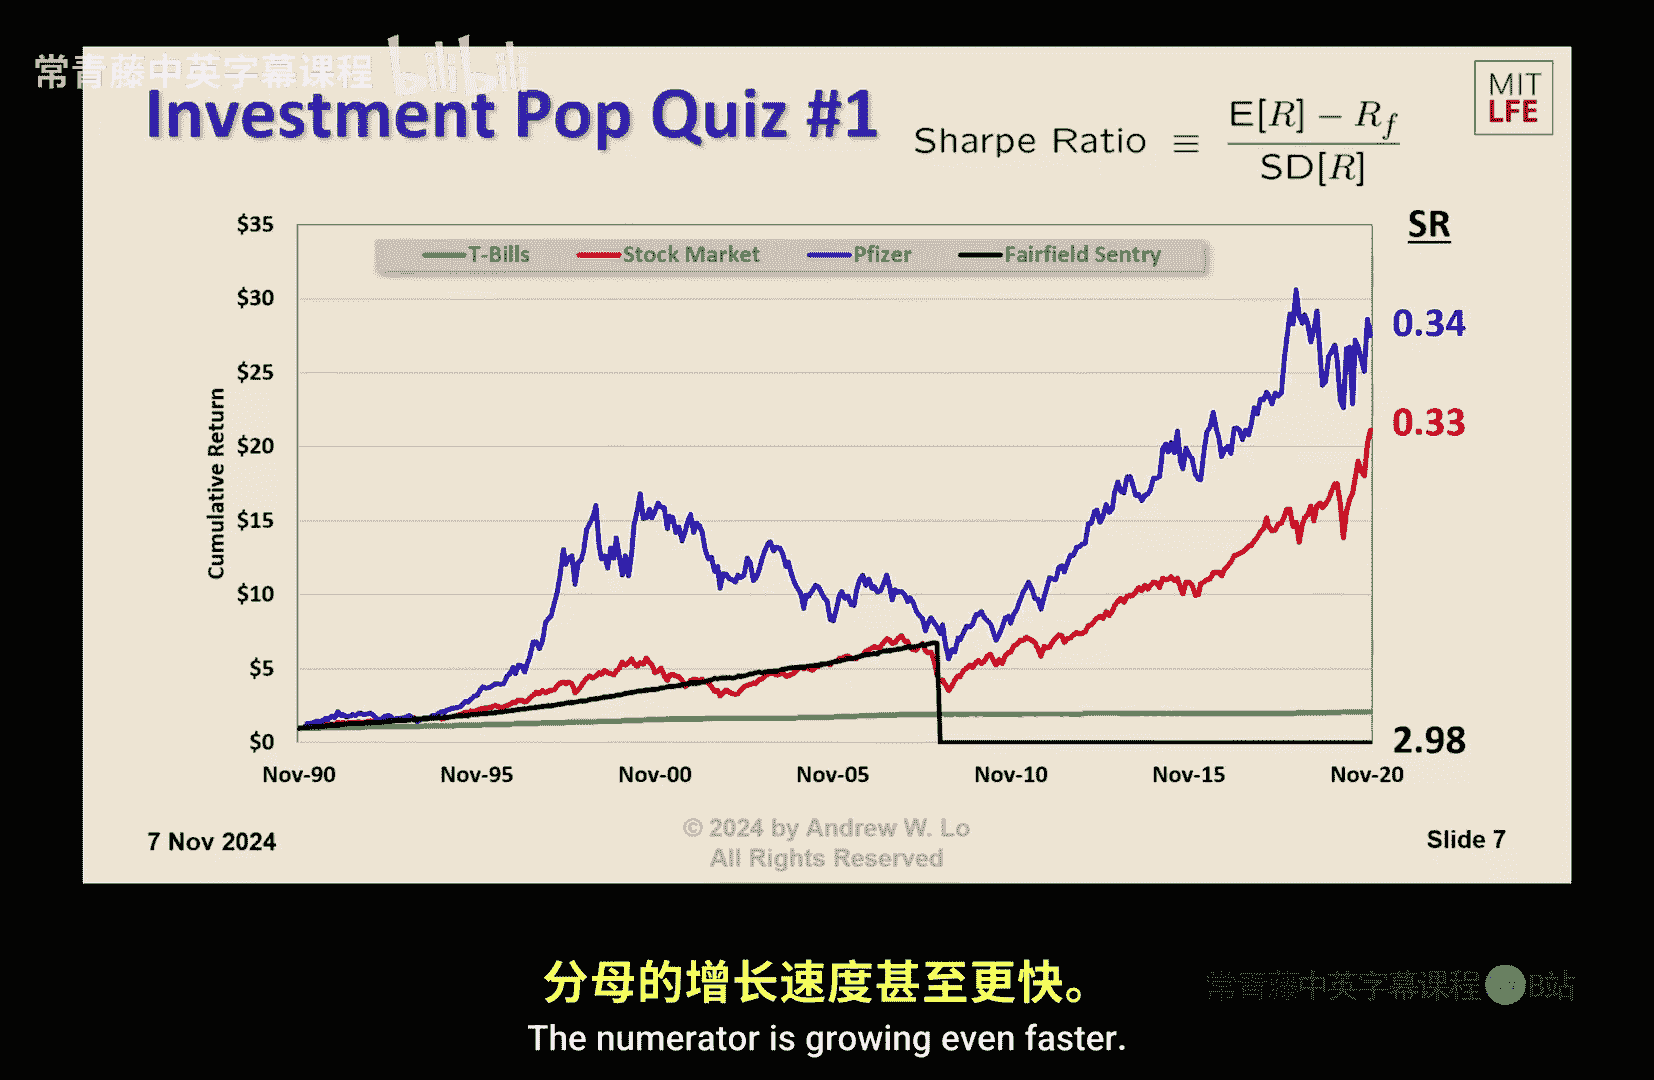 常青藤中英字幕课程 bilibili
Investment Pop Quiz #1
Sharpe Ratio ≡ E[R] − R_f / SD[R]
MIT
LFE
SR
$35
T-Bills Stock Market Pfizer Fairfield Sentry
$30
0.34
$25
0.33
$20
Cumulative Return
$15
$10
$5
$0
2.98
Nov-90 Nov-95 Nov-00 Nov-05 Nov-10 Nov-15 Nov-20
7 Nov 2024
© 2024 by Andrew W. Lo
All Rights Reserved
Slide 7
分母的增长速度甚至更快。
常青藤中英字幕课程 B站
The numerator is growing even faster.